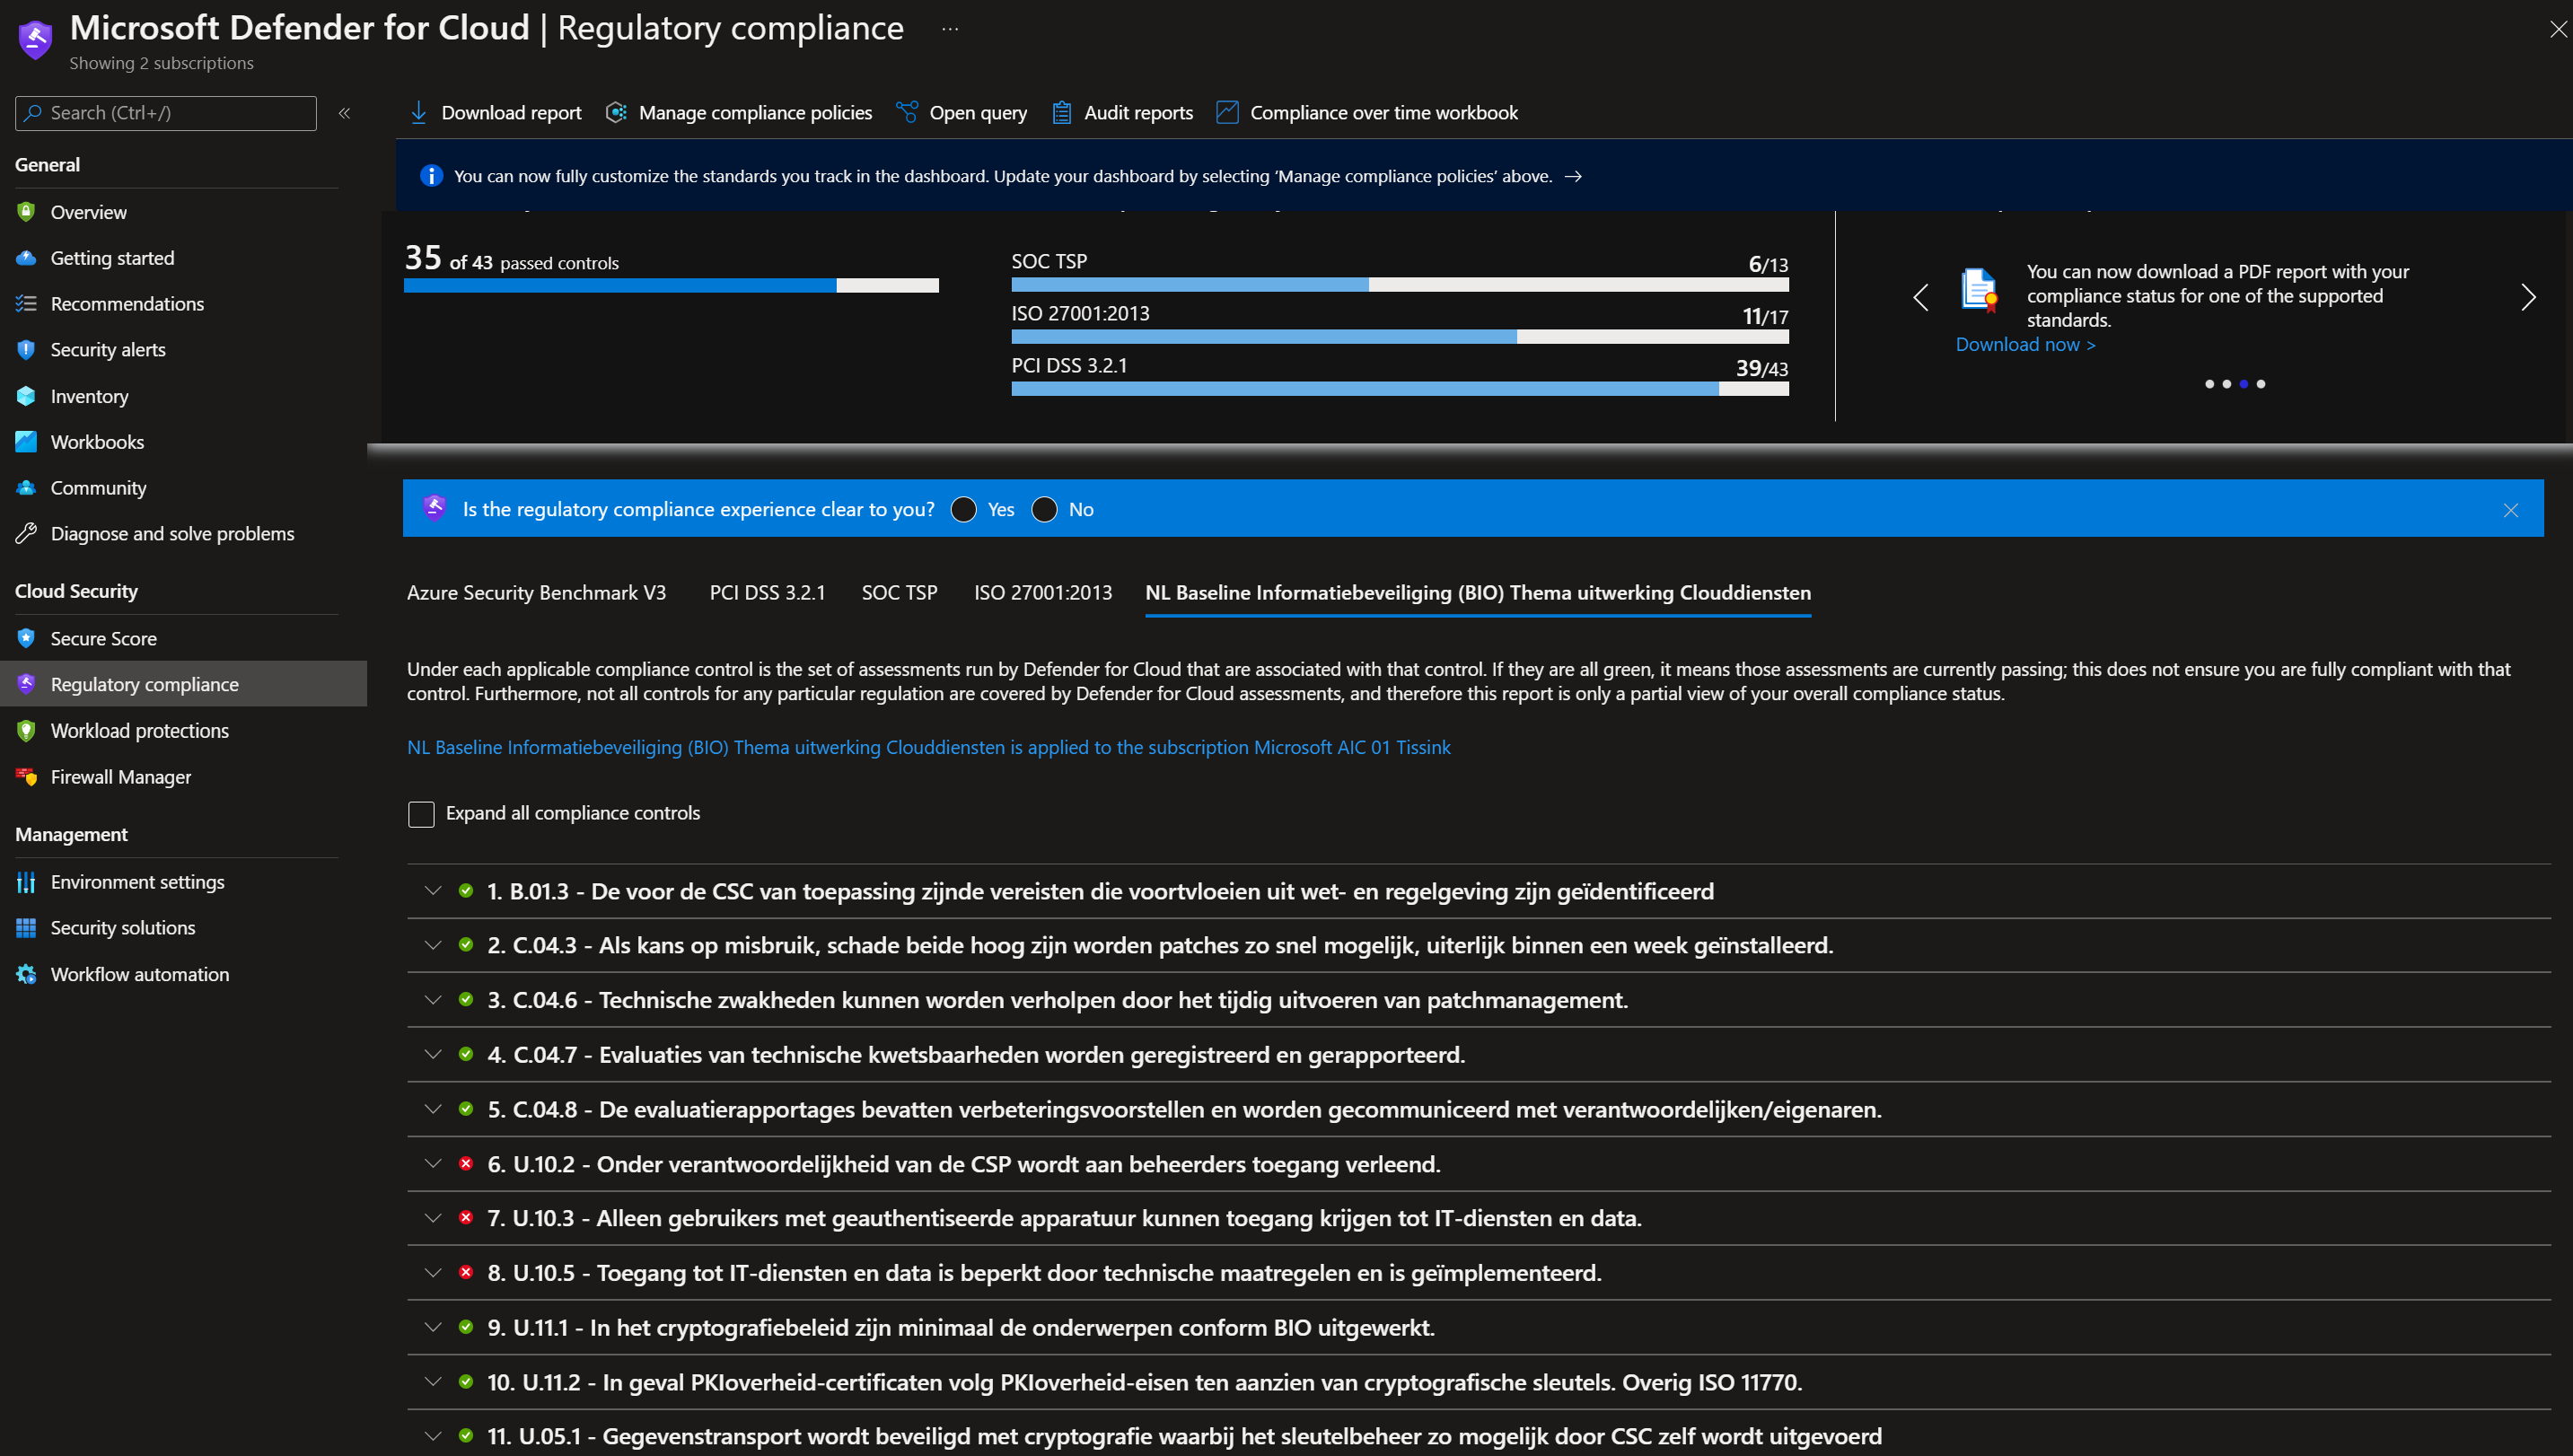 Microsoft Defender for Cloud | Regulatory compliance ...
Showing 2 subscriptions
Search (Ctrl+/)
General
Overview
Getting started
Recommendations
Security alerts
Inventory
Workbooks
Community
Diagnose and solve problems
Cloud Security
Secure Score
Regulatory compliance
Workload protections
Firewall Manager
Management
Environment settings
Security solutions
Workflow automation
Download report
Manage compliance policies
Open query
Audit reports
Compliance over time workbook
You can now fully customize the standards you track in the dashboard. Update your dashboard by selecting ‘Manage compliance policies’ above. →
35 of 43 passed controls
SOC TSP 6/13
ISO 27001:2013 11/17
PCI DSS 3.2.1 39/43
You can now download a PDF report with your
compliance status for one of the supported
standards.
Download now >
Is the regulatory compliance experience clear to you? Yes No
Azure Security Benchmark V3
PCI DSS 3.2.1
SOC TSP
ISO 27001:2013
NL Baseline Informatiebeveiliging (BIO) Thema uitwerking Clouddiensten
Under each applicable compliance control is the set of assessments run by Defender for Cloud that are associated with that control. If they are all green, it means those assessments are currently passing; this does not ensure you are fully compliant with that
control. Furthermore, not all controls for any particular regulation are covered by Defender for Cloud assessments, and therefore this report is only a partial view of your overall compliance status.
NL Baseline Informatiebeveiliging (BIO) Thema uitwerking Clouddiensten is applied to the subscription Microsoft AIC 01 Tissink
Expand all compliance controls
1. B.01.3 - De voor de CSC van toepassing zijnde vereisten die voortvloeien uit wet- en regelgeving zijn geïdentificeerd
2. C.04.3 - Als kans op misbruik, schade beide hoog zijn worden patches zo snel mogelijk, uiterlijk binnen een week geïnstalleerd.
3. C.04.6 - Technische zwakheden kunnen worden verholpen door het tijdig uitvoeren van patchmanagement.
4. C.04.7 - Evaluaties van technische kwetsbaarheden worden geregistreerd en gerapporteerd.
5. C.04.8 - De evaluatierapportages bevatten verbeteringsvoorstellen en worden gecommuniceerd met verantwoordelijken/eigenaren.
6. U.10.2 - Onder verantwoordelijkheid van de CSP wordt aan beheerders toegang verleend.
7. U.10.3 - Alleen gebruikers met geauthentiseerde apparatuur kunnen toegang krijgen tot IT-diensten en data.
8. U.10.5 - Toegang tot IT-diensten en data is beperkt door technische maatregelen en is geïmplementeerd.
9. U.11.1 - In het cryptografiebeleid zijn minimaal de onderwerpen conform BIO uitgewerkt.
10. U.11.2 - In geval PKIoverheid-certificaten volg PKIoverheid-eisen ten aanzien van cryptografische sleutels. Overig ISO 11770.
11. U.05.1 - Gegevenstransport wordt beveiligd met cryptografie waarbij het sleutelbeheer zo mogelijk door CSC zelf wordt uitgevoerd